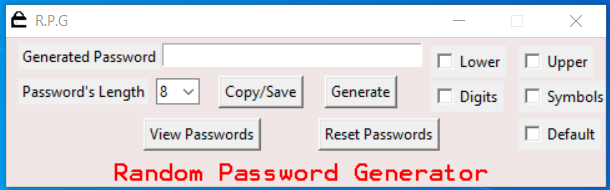 R.P.G
Generated Password
Lower
Upper
Password's Length 8 Copy/Save Generate
Digits
Symbols
View Passwords Reset Passwords
Default
Random Password Generator